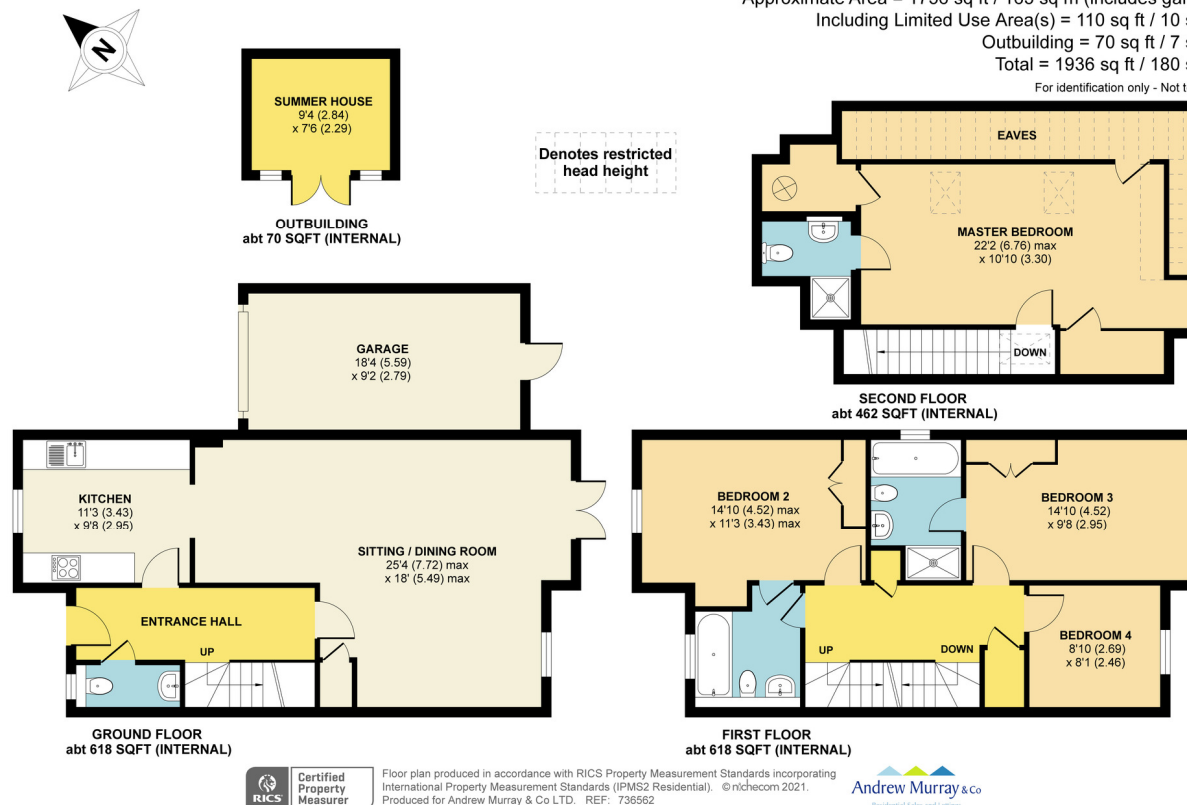 Including Limited Use Area(s) = 110 sq ft / 10
Outbuilding = 70 sq ft / 7
Total = 1936 sq ft / 180
For identification only - Not
N
SUMMER HOUSE
9'4 (2.84)
x 7'6 (2.29)
OUTBUILDING
abt 70 SQFT (INTERNAL)
Denotes restricted
head height
EAVES
MASTER BEDROOM
22'2 (6.76) max
x 10'10 (3.30)
DOWN
SECOND FLOOR
abt 462 SQFT (INTERNAL)
GARAGE
18'4 (5.59)
x 9'2 (2.79)
KITCHEN
11'3 (3.43)
x 9'8 (2.95)
SITTING / DINING ROOM
25'4 (7.72) max
x 18' (5.49) max
ENTRANCE HALL
UP
GROUND FLOOR
abt 618 SQFT (INTERNAL)
BEDROOM 2
14'10 (4.52) max
x 11'3 (3.43) max
BEDROOM 3
14'10 (4.52)
x 9'8 (2.95)
BEDROOM 4
8'10 (2.69)
x 8'1 (2.46)
UP
DOWN
FIRST FLOOR
abt 618 SQFT (INTERNAL)
RICS
Certified
Property
Measurer
Floor plan produced in accordance with RICS Property Measurement Standards incorporating
International Property Measurement Standards (IPMS2 Residential). © nichecom 2021.
Produced for Andrew Murray & Co LTD. REF: 736562
Andrew Murray & Co